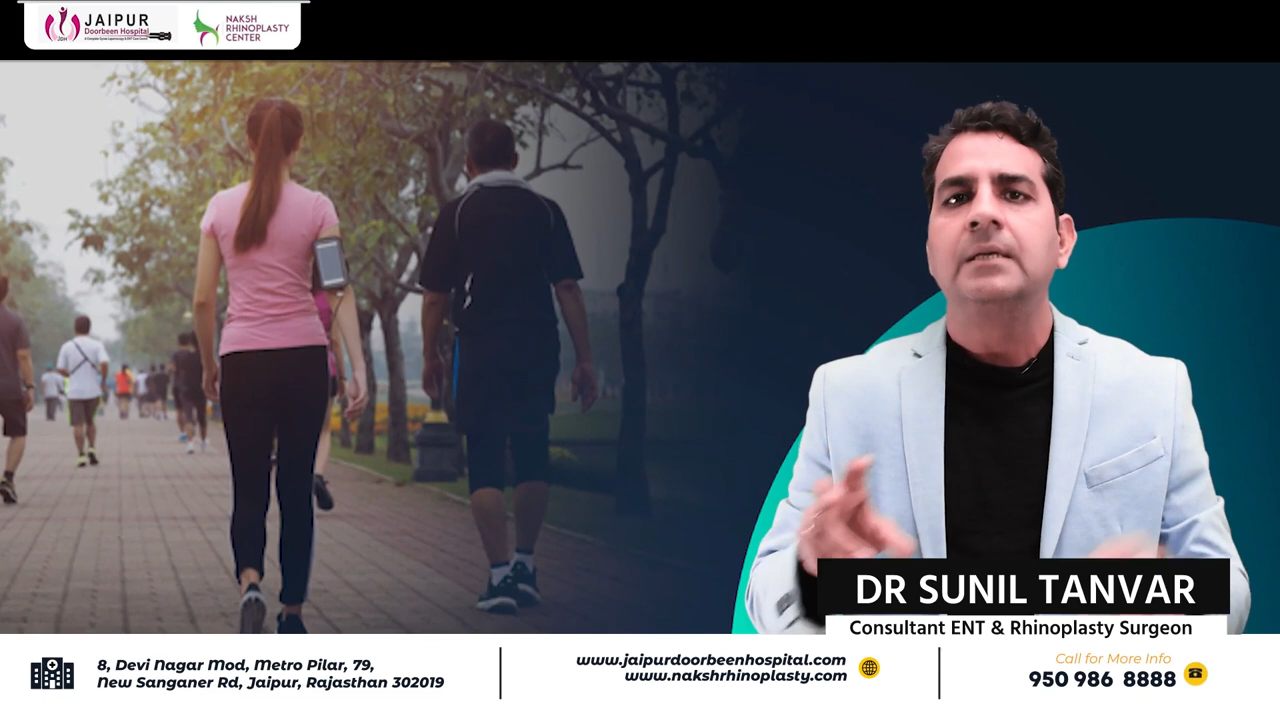 JAIPUR
Doorbeen Hospital
NAKSH
RHINOPLASTY
CENTER
DR SUNIL TANVAR
Consultant ENT & Rhinoplasty Surgeon
8, Devi Nagar Mod, Metro Pilar, 79,
New Sanganer Rd, Jaipur, Rajasthan 302019
www.jaipurdoorbeenhospital.com
www.nakshrhinoplasty.com
Call for More Info
950 986 8888